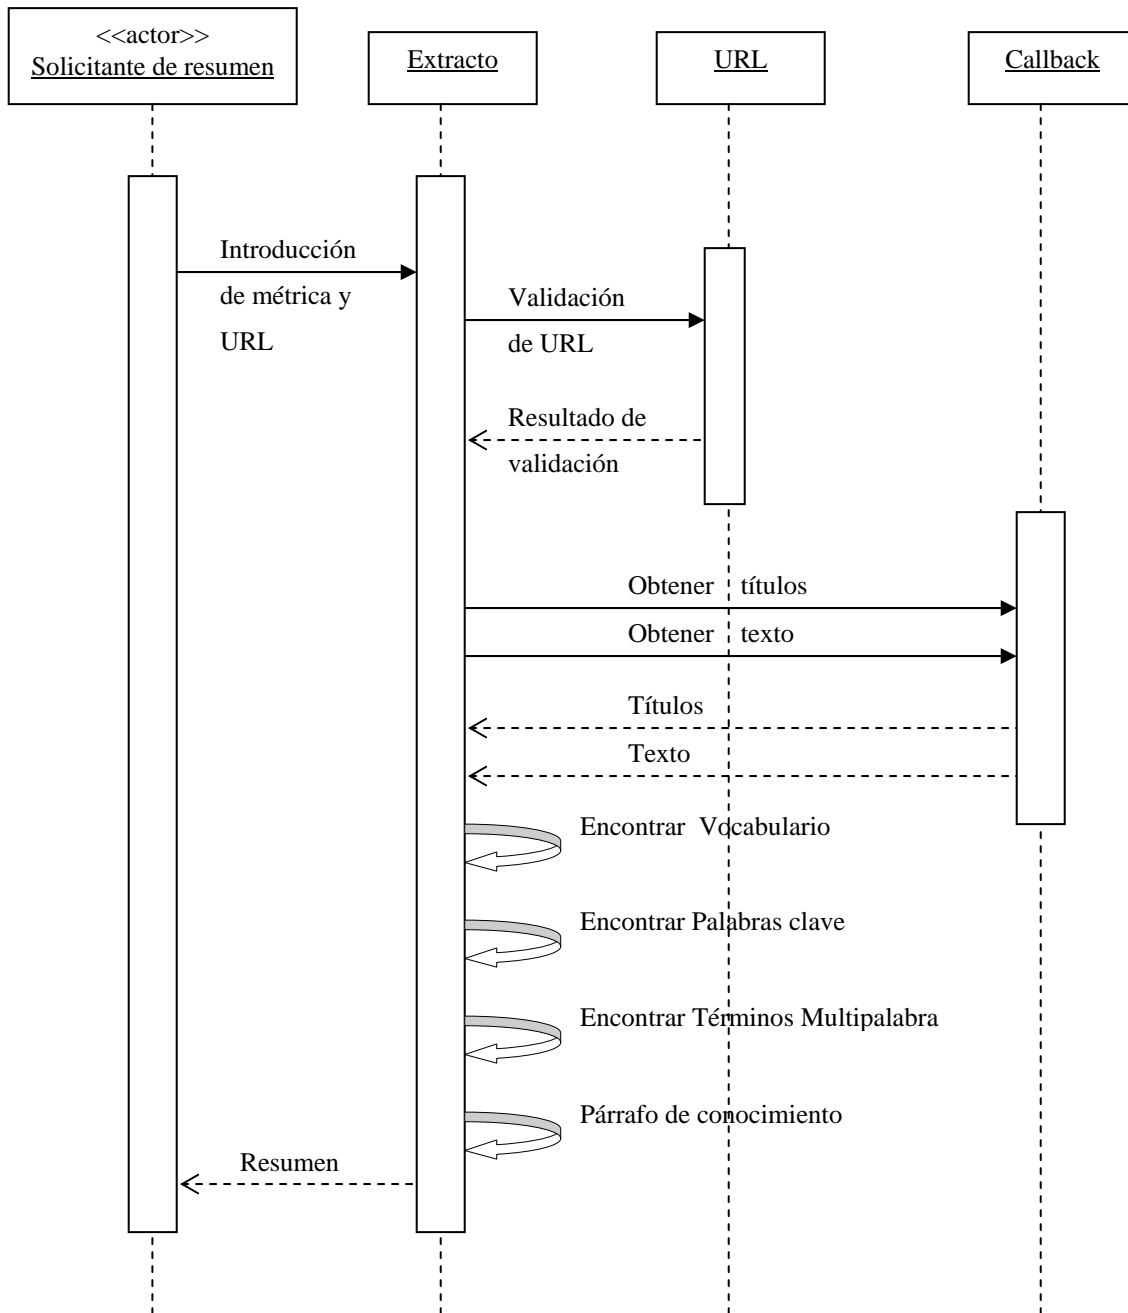 <<actor>>
Solicitante de resumen
Extracto
URL
Callback
Introducción
de métrica y
URL
Validación
de URL
Resultado de
validación
Obtener títulos
Obtener texto
Títulos
Texto
Encontrar Vocabulario
Encontrar Palabras clave
Encontrar Términos Multipalabra
Párrafo de conocimiento
Resumen